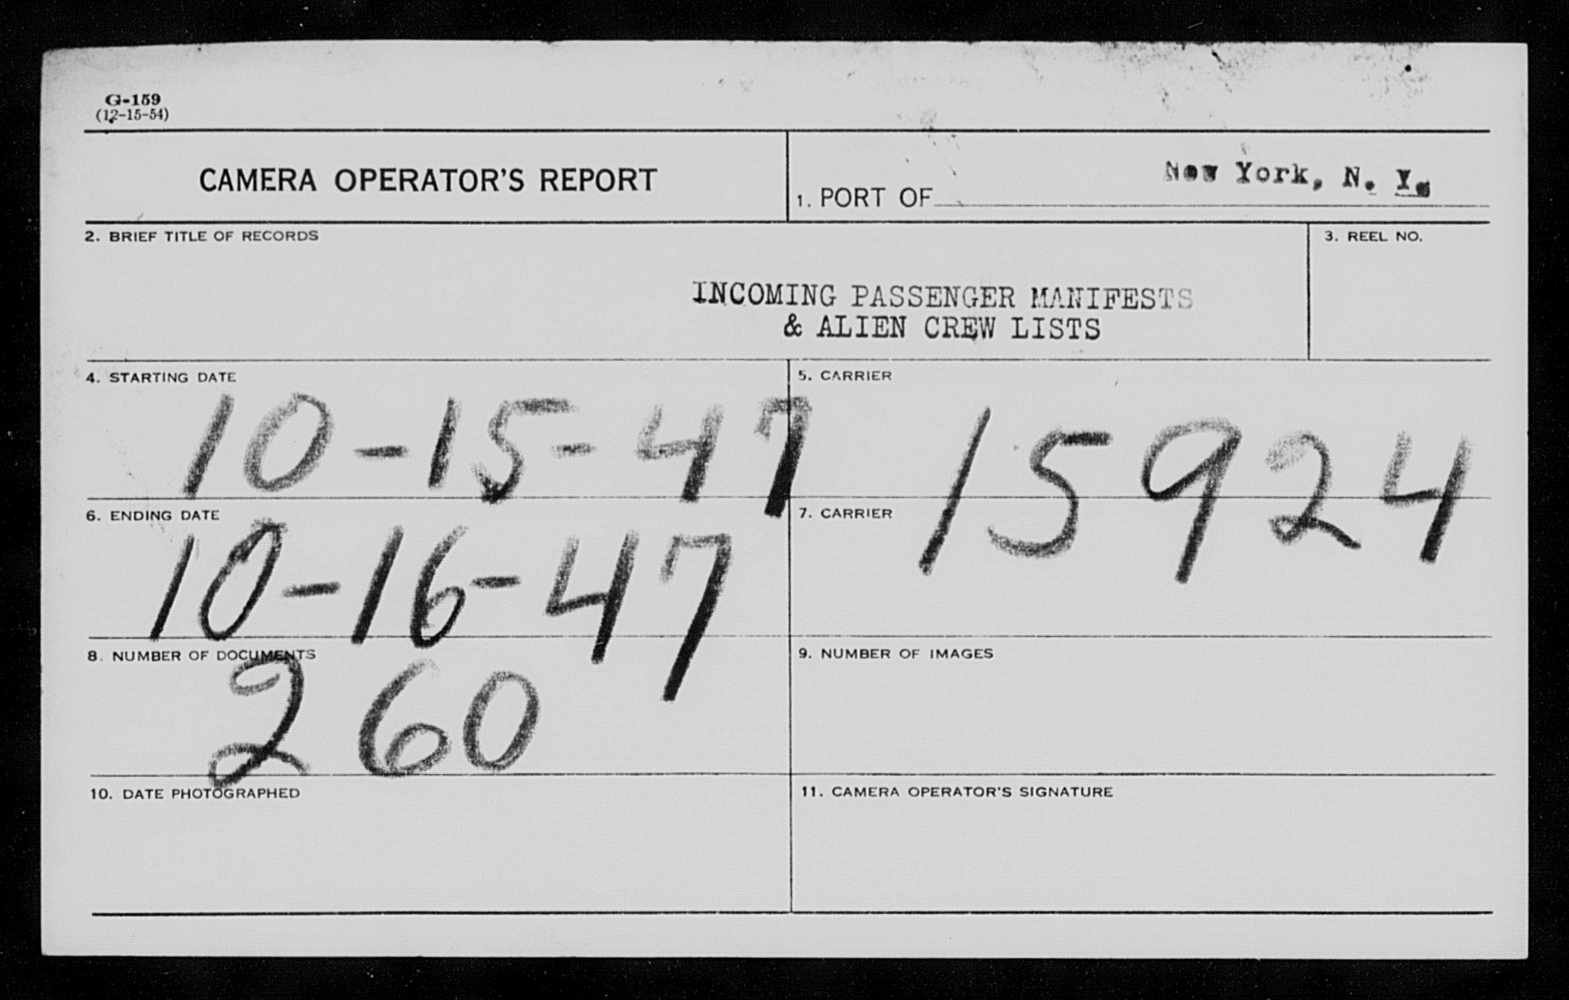 G-159
(12-15-54)
CAMERA OPERATOR'S REPORT
1. PORT OF New York, N. Y.
2. BRIEF TITLE OF RECORDS
3. REEL NO.
INCOMING PASSENGER MANIFESTS
& ALIEN CREW LISTS
4. STARTING DATE
10-15-47
5. CARRIER
15924
6. ENDING DATE
10-16-47
7. CARRIER
8. NUMBER OF DOCUMENTS
260
9. NUMBER OF IMAGES
10. DATE PHOTOGRAPHED
11. CAMERA OPERATOR'S SIGNATURE